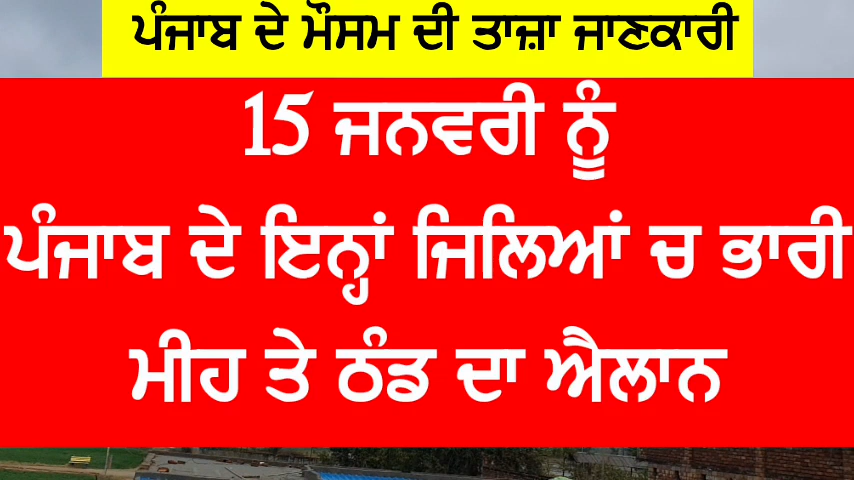 ਪੰਜਾਬ ਦੇ ਮੌਸਮ ਦੀ ਤਾਜ਼ਾ ਜਾਣਕਾਰੀ
15 ਜਨਵਰੀ ਨੂੰ
ਪੰਜਾਬ ਦੇ ਇਨ੍ਹਾਂ ਜਿਲਿਆਂ ਚ ਭਾਰੀ
ਮੀਹ ਤੇ ਠੰਡ ਦਾ ਐਲਾਨ